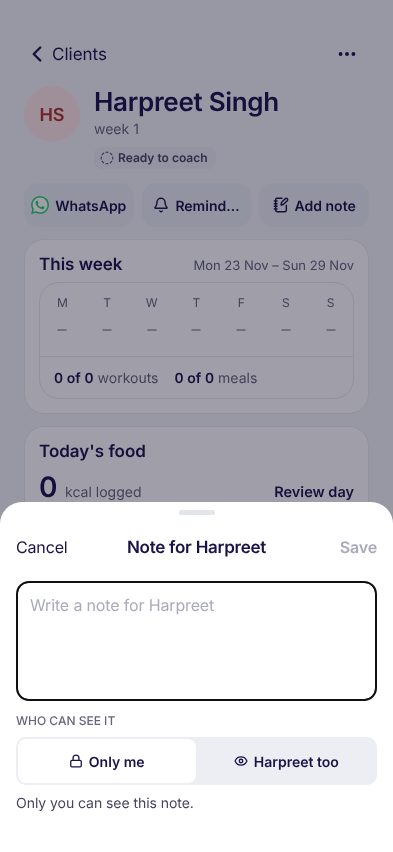 Clients
HS
Harpreet Singh
week 1
Ready to coach
WhatsApp
Remind...
Add note
This week
Mon 23 Nov – Sun 29 Nov
M T W T F S S
– – – – – – –
0 of 0 workouts 0 of 0 meals
Today's food
0 kcal logged
Review day
Cancel
Note for Harpreet
Save
Write a note for Harpreet
WHO CAN SEE IT
Only me
Harpreet too
Only you can see this note.